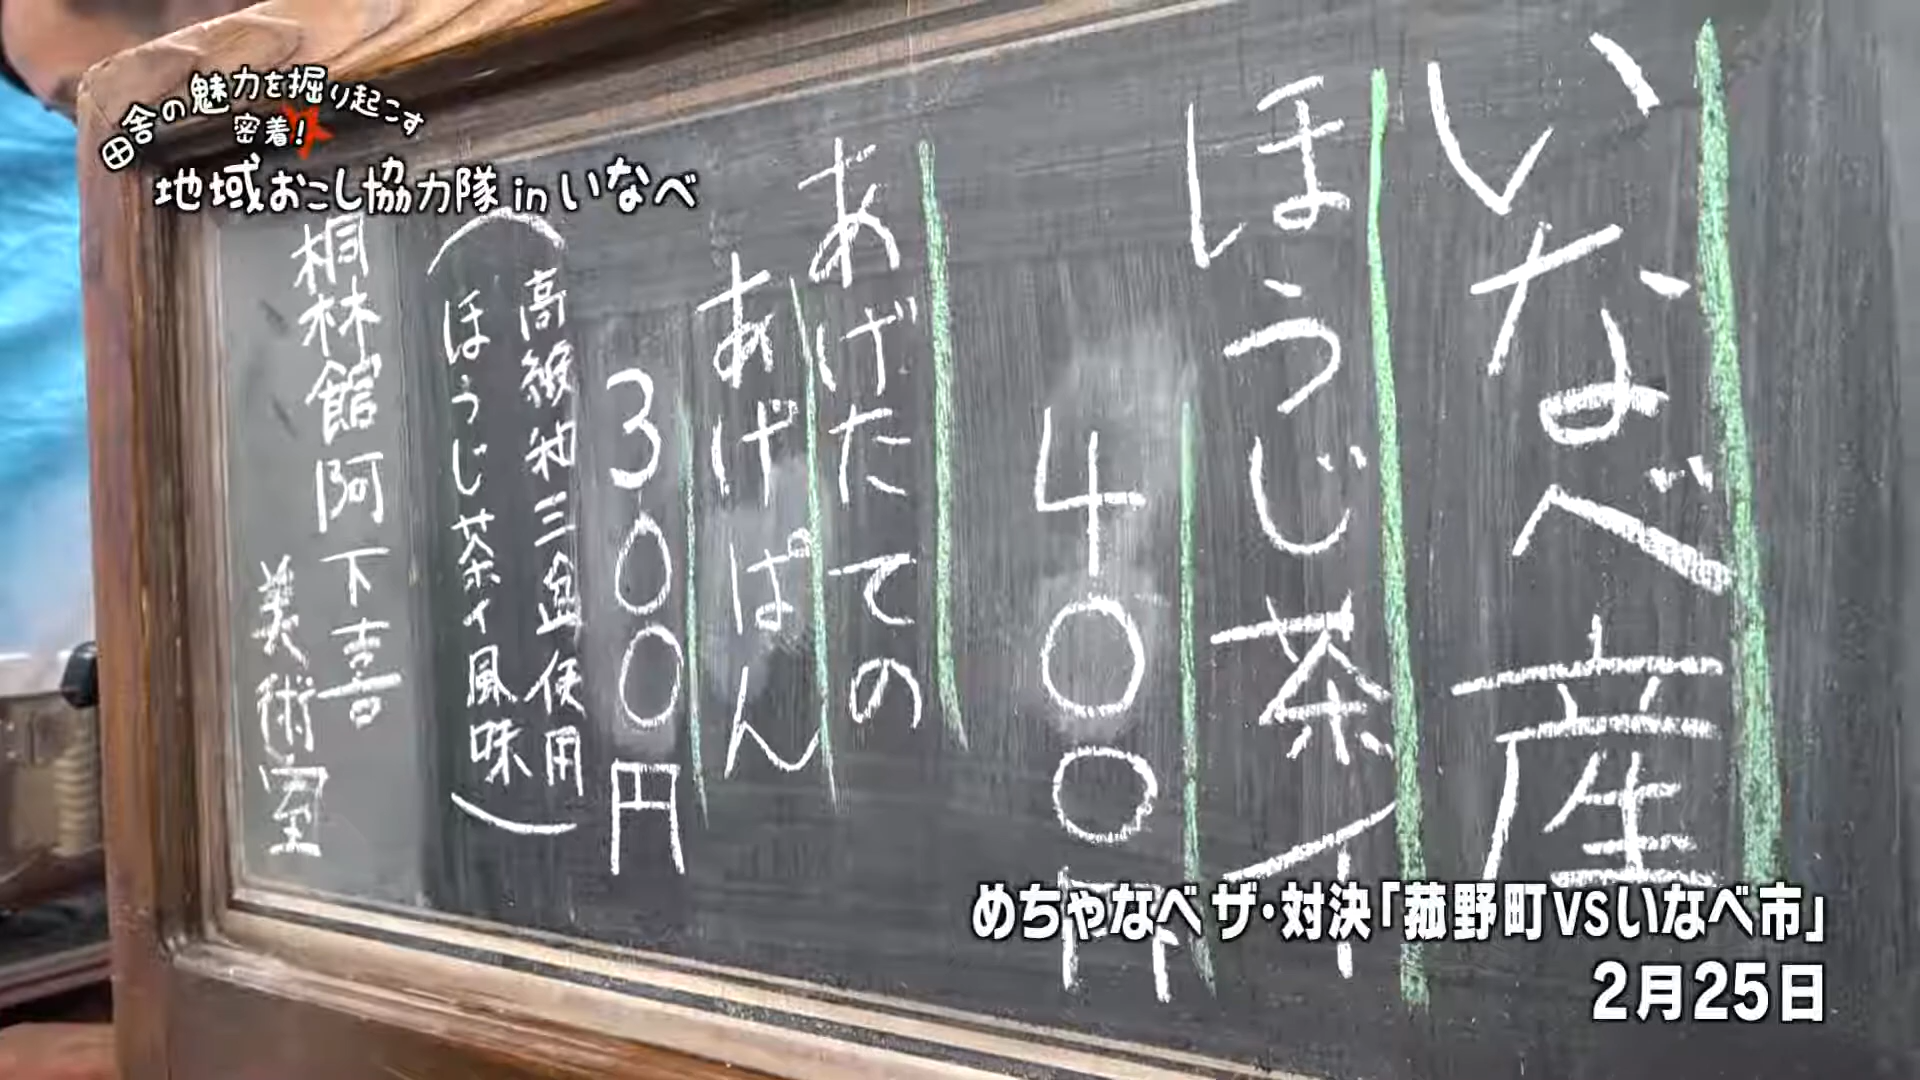 田舎の魅力を掘り起こす
密着!
地域おこし協力隊 in いなべ
いなべ産
ほうじ茶イ
400円
あげたての
あげぱん
300円
(高級和三盆使用
ほうじ茶イ風味)
桐林館阿下喜
美術室
めちゃなべ ザ・対決「菰野町VSいなべ市」
2月25日